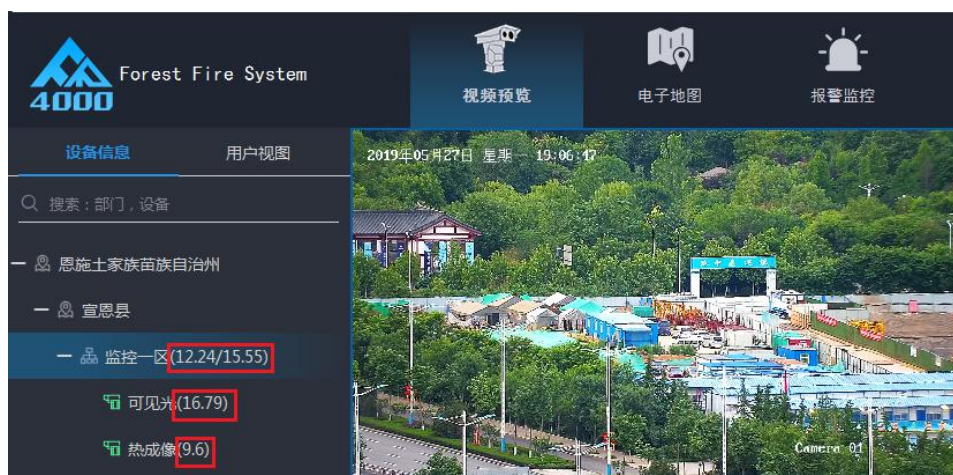 Forest Fire System
4000
视频预览
电子地图
报警监控
设备信息
用户视图
2019年05月27日 星期一 19:06:47
搜索：部门，设备
恩施土家族苗族自治州
宣恩县
监控一区(12.24/15.55)
可见光(16.79)
热成像(9.6)
Camera 01